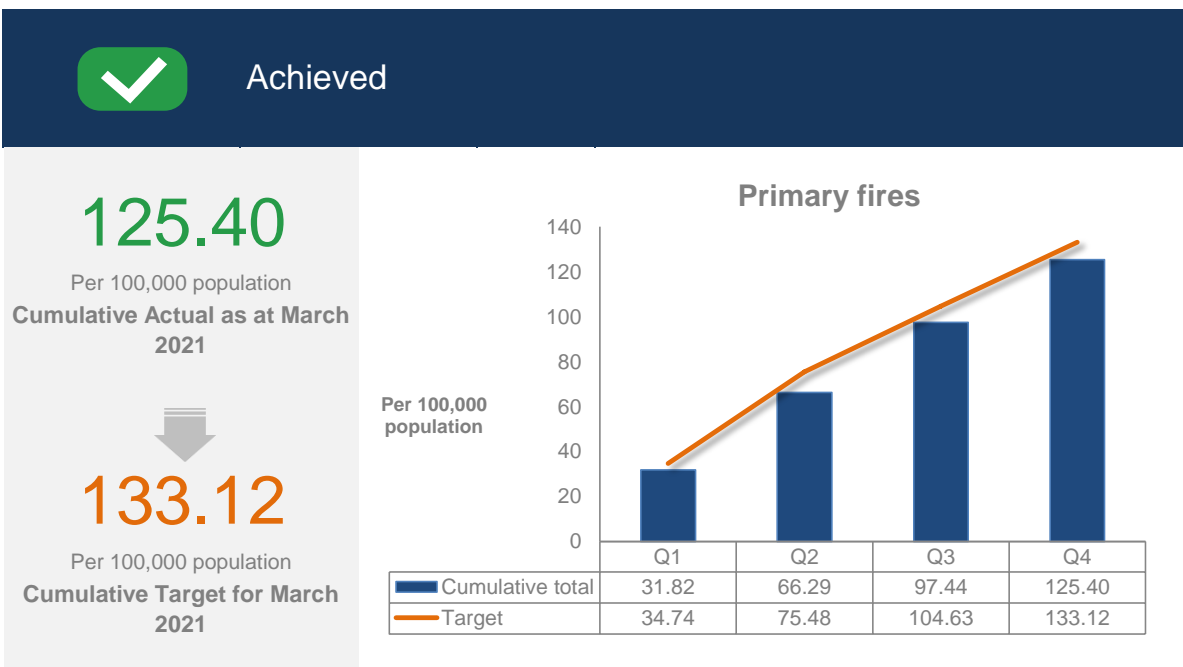 Achieved
125.40
Per 100,000 population
Cumulative Actual as at March
2021
133.12
Per 100,000 population
Cumulative Target for March
2021
Primary fires
Per 100,000
population
140
120
100
80
60
40
20
0
Q1 Q2 Q3 Q4
Cumulative total 31.82 66.29 97.44 125.40
Target 34.74 75.48 104.63 133.12